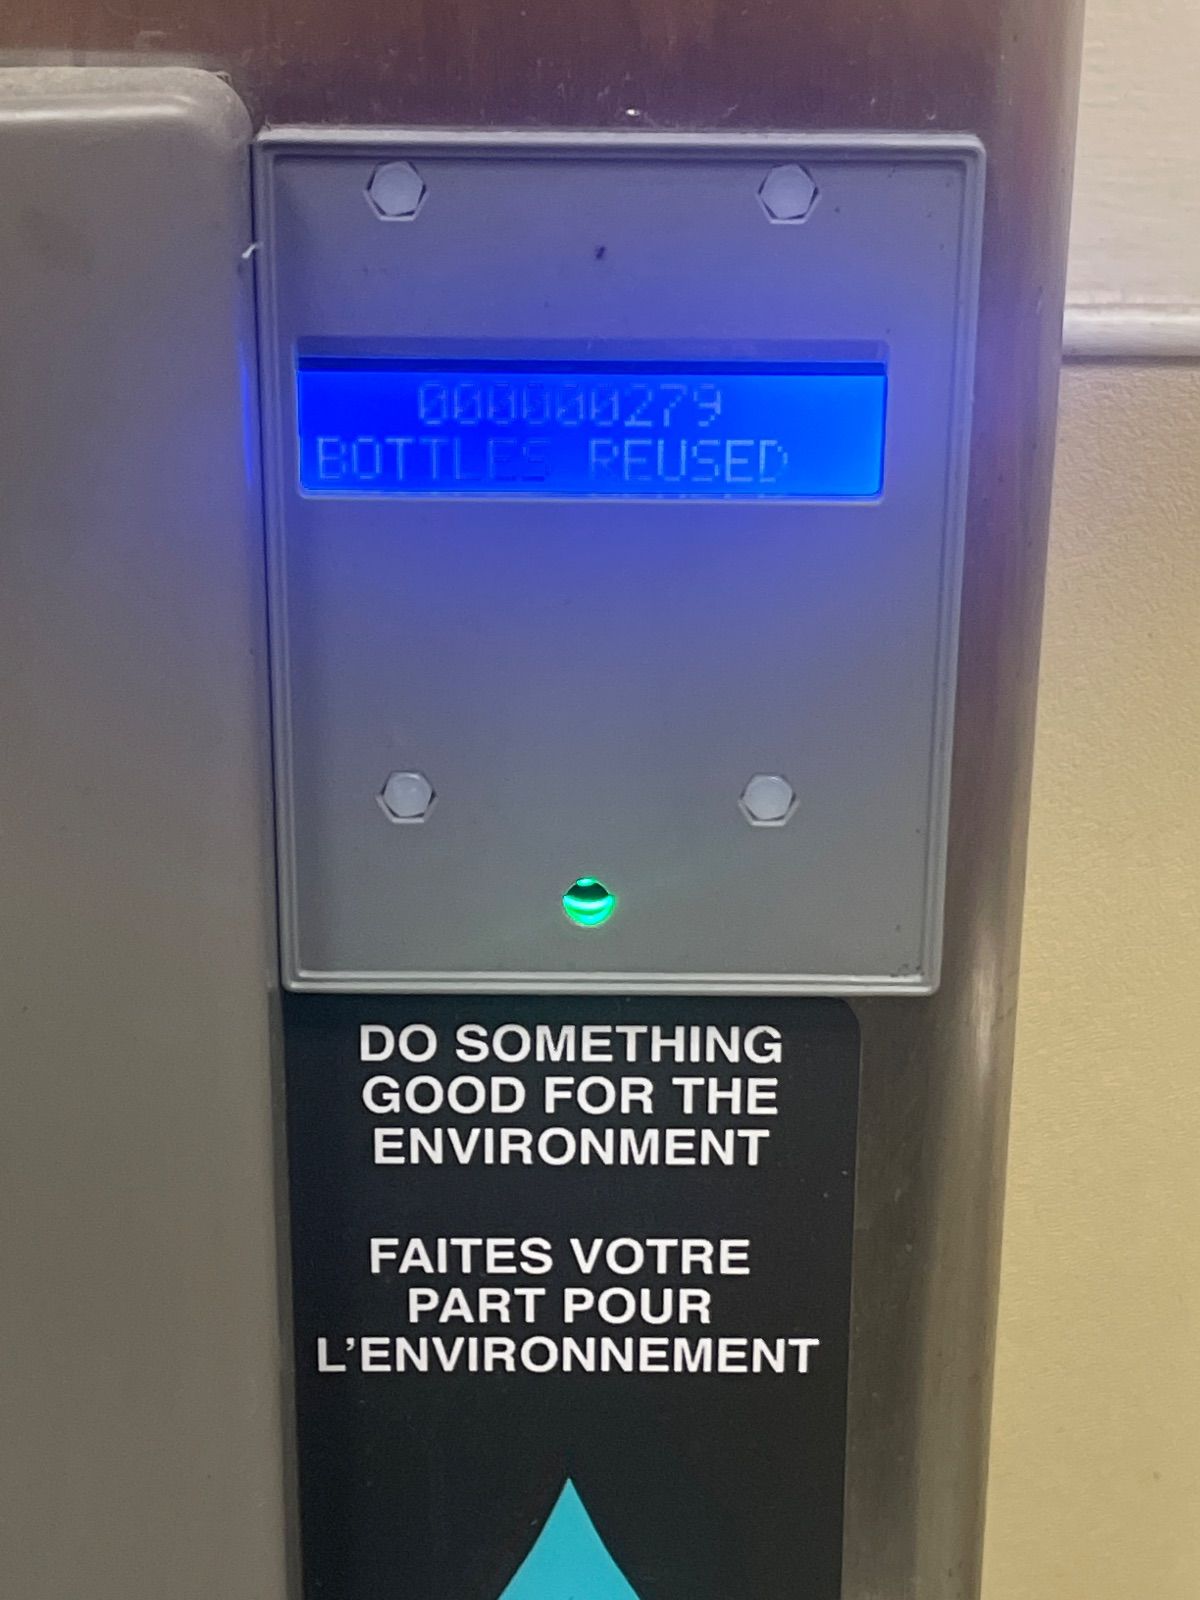 000000279
BOTTLES REUSED
DO SOMETHING
GOOD FOR THE
ENVIRONMENT
FAITES VOTRE
PART POUR
L'ENVIRONNEMENT